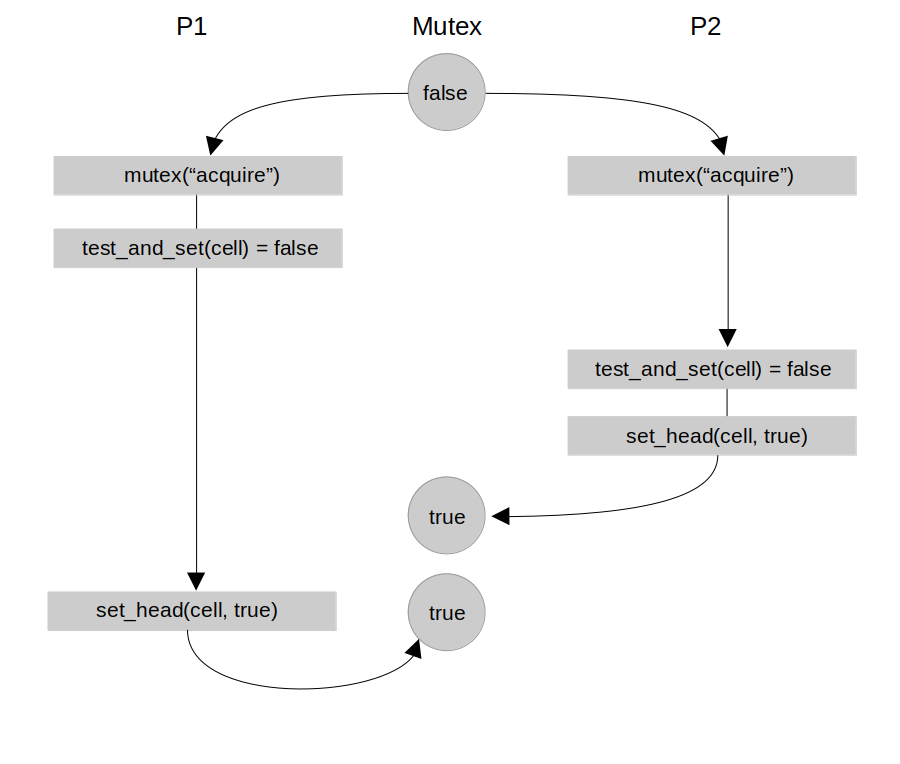 P1
Mutex
P2
false
mutex(“acquire”)
mutex(“acquire”)
test_and_set(cell) = false
test_and_set(cell) = false
set_head(cell, true)
true
set_head(cell, true)
true